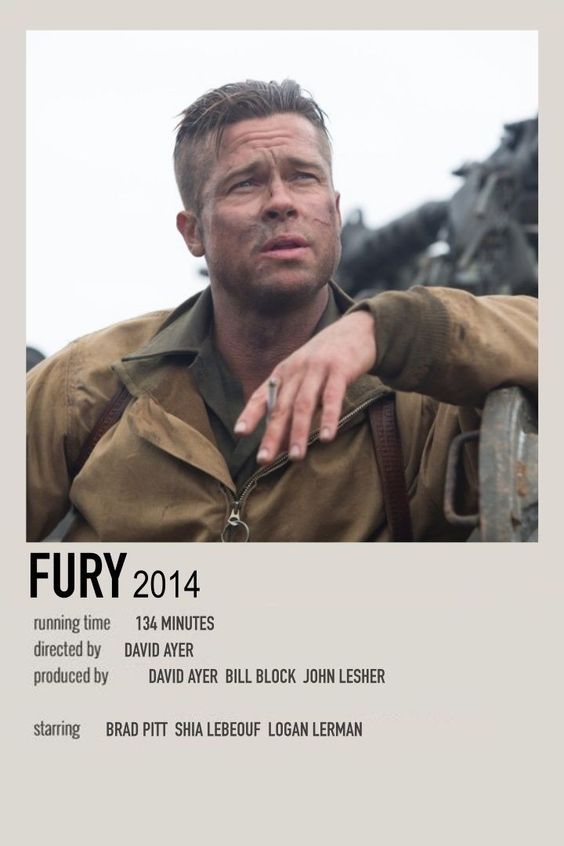 FURY 2014
running time 134 MINUTES
directed by DAVID AYER
produced by DAVID AYER BILL BLOCK JOHN LESHER
starring BRAD PITT SHIA LEBEOUF LOGAN LERMAN